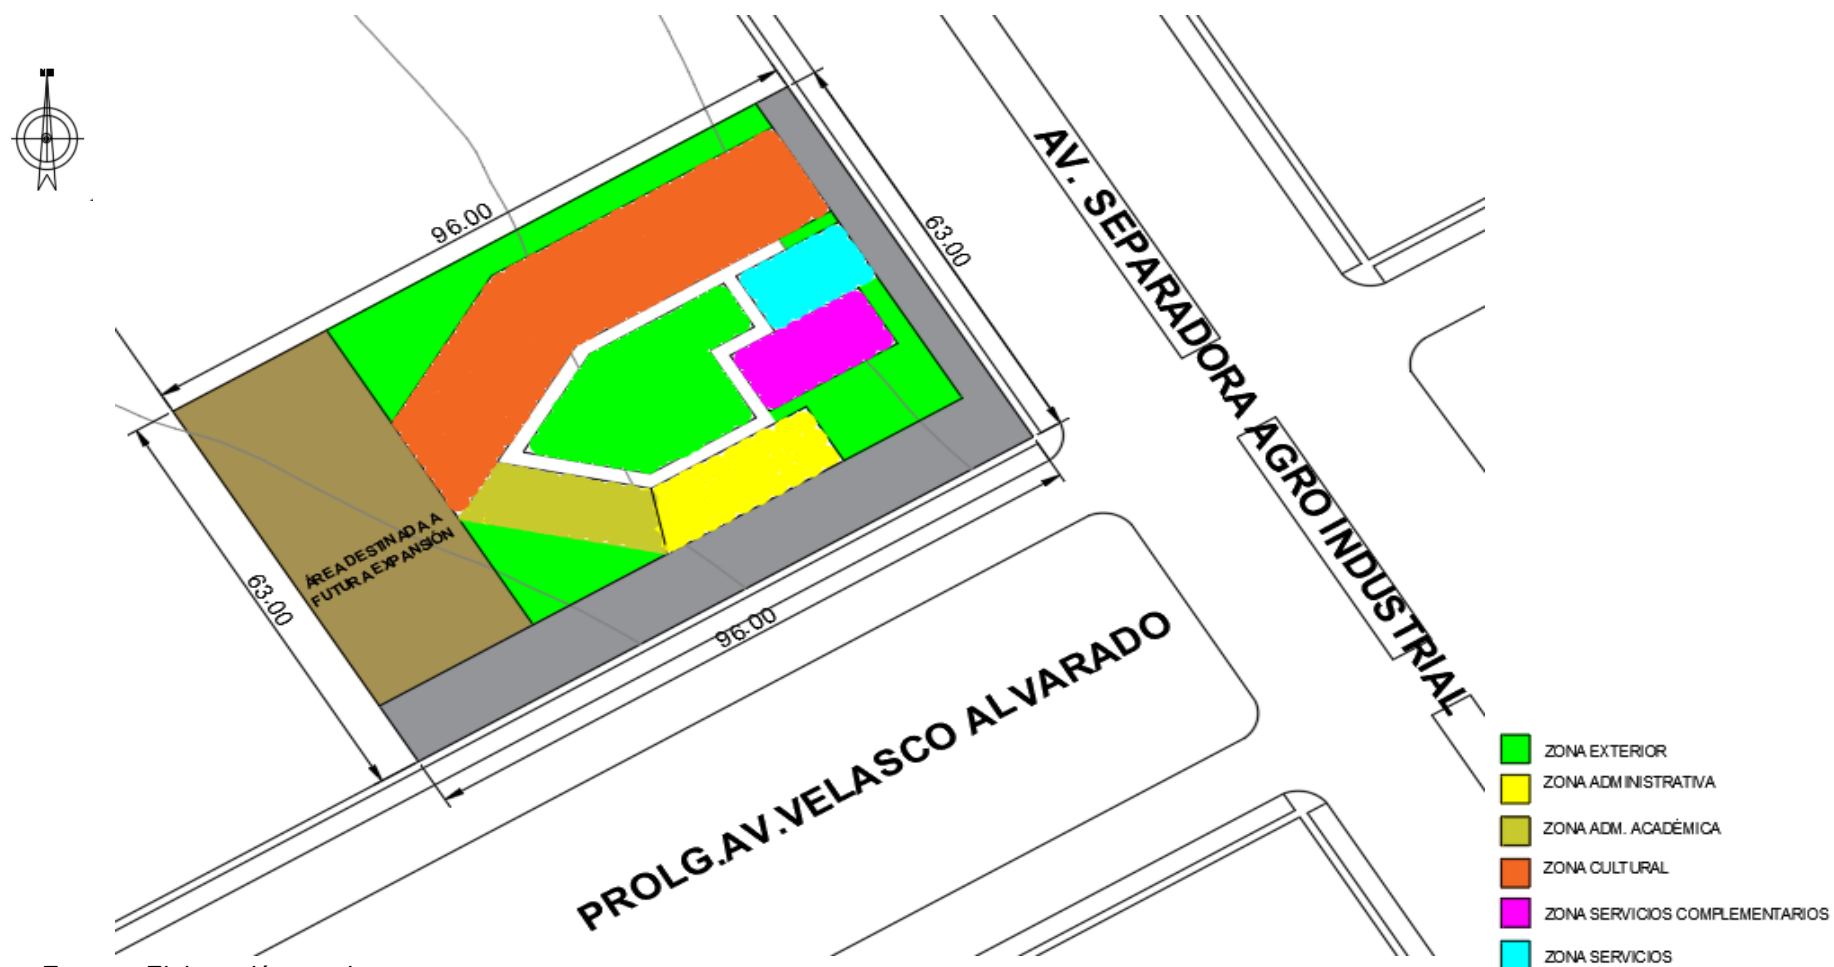 96.00
63.00
AV. SEPARADORA AGRO INDUSTRIAL
ÁREA DESTINADA A
FUTURA EXPANSIÓN
63.00
96.00
PROLG.AV.VELASCO ALVARADO
ZONA EXTERIOR
ZONA ADMINISTRATIVA
ZONA ADM. ACADÉMICA
ZONA CULTURAL
ZONA SERVICIOS COMPLEMENTARIOS
ZONA SERVICIOS